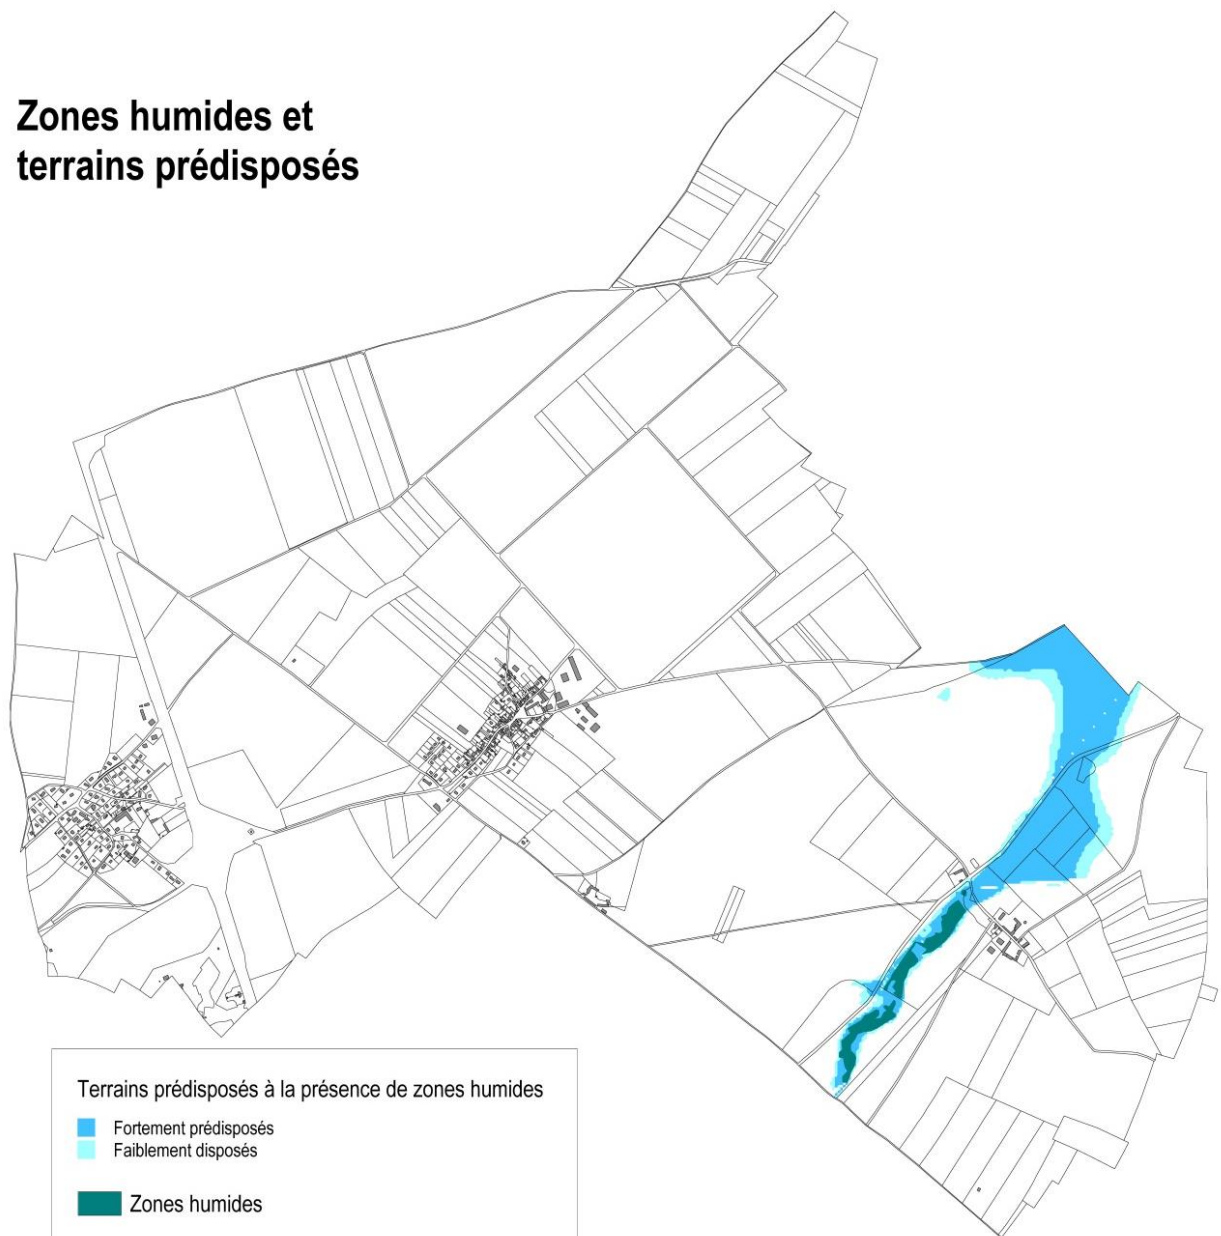 Zones humides et
terrains prédisposés
Terrains prédisposés à la présence de zones humides
Fortement prédisposés
Faiblement disposés
Zones humides